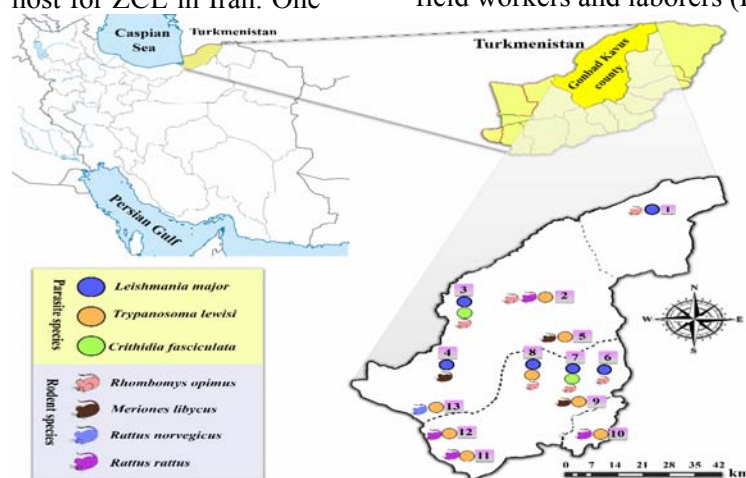 host for ZCL in Iran. One
field workers and laborers (
Caspian
Sea
Turkmenistan
Turkmenistan
Gonbad Kavus
county
Persian Gulf
1
3
2
5
4
8
7
6
13
9
12
10
11
N
W
E
S
Parasite species
Leishmania major
Trypanosoma lewisi
Crithidia fasciculata
Rodent species
Rhombomys opimus
Meriones libycus
Rattus norvegicus
Rattus rattus
0 7 14 21 28 35 42
km